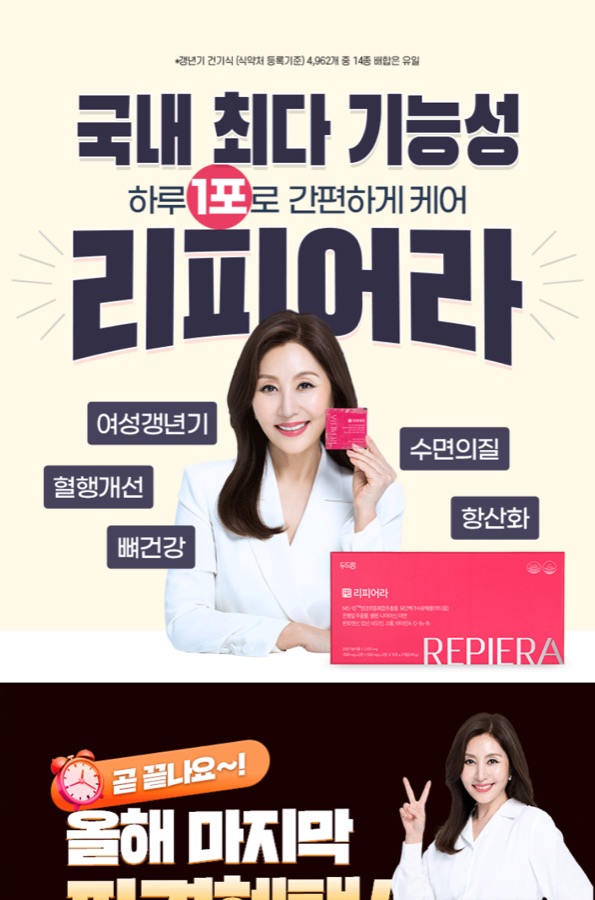 *갱년기 건기식 (식약처 등록기준) 4,962개 중 14종 배합은 유일
국내 최다 기능성
하루 1포로 간편하게 케어
리피어라
여성갱년기
수면의질
혈행개선
항산화
뼈건강
리피어라
REPIERA
곧 끝나요~!
올해 마지막